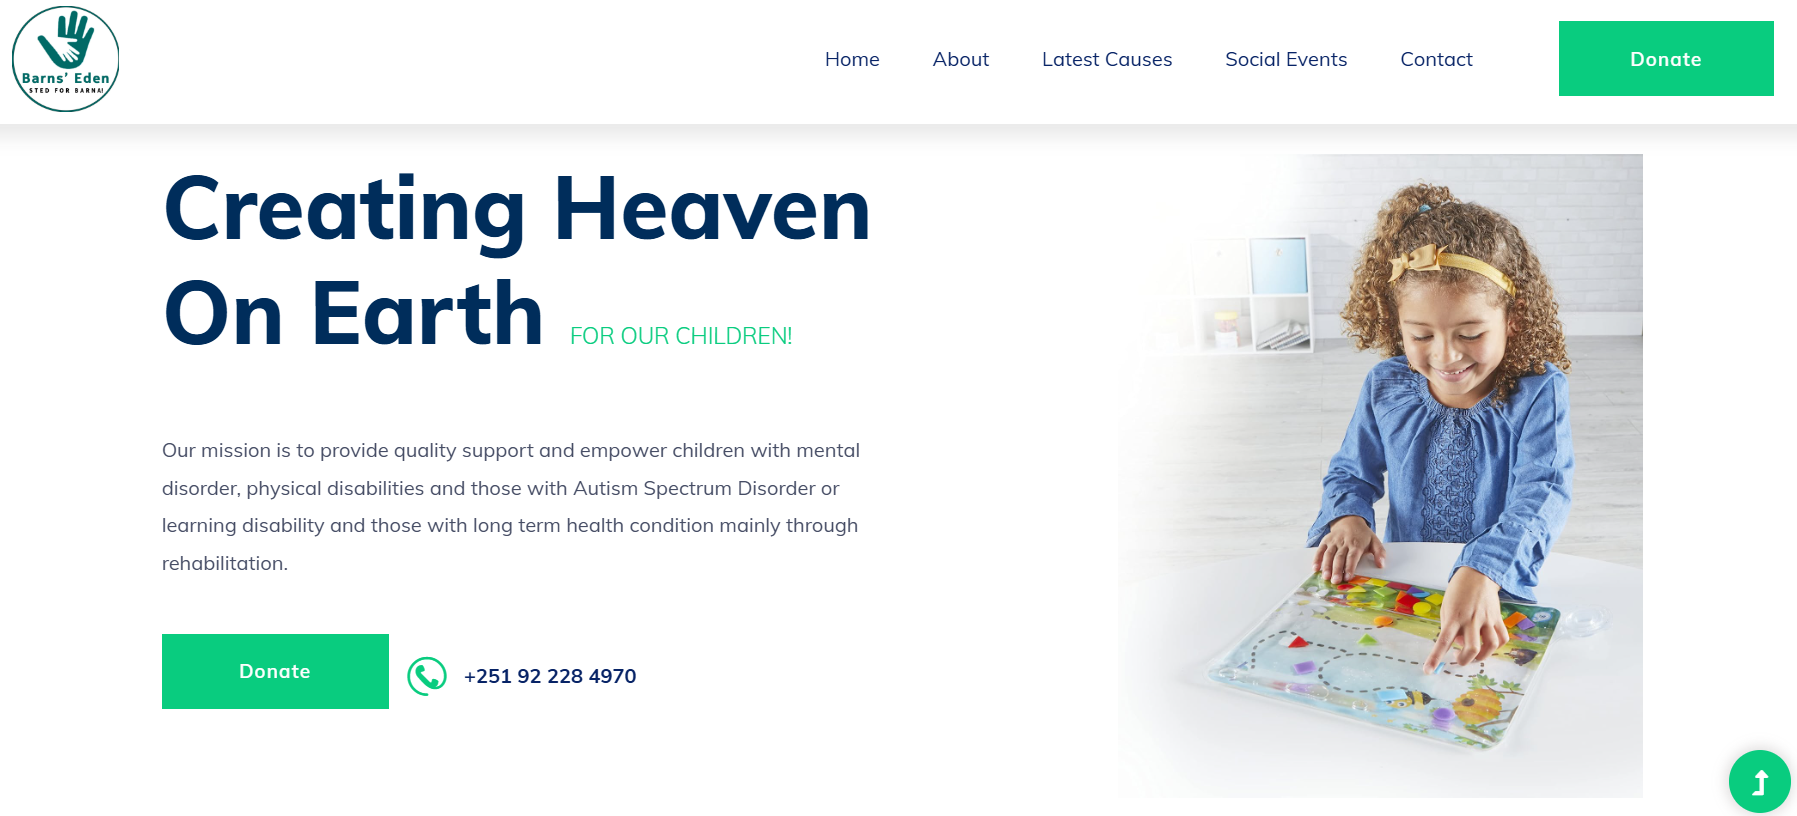 Barns' Eden
STED FOR BARNA!
Home
About
Latest Causes
Social Events
Contact
Donate
Creating Heaven
On Earth
FOR OUR CHILDREN!
Our mission is to provide quality support and empower children with mental
disorder, physical disabilities and those with Autism Spectrum Disorder or
learning disability and those with long term health condition mainly through
rehabilitation.
Donate
+251 92 228 4970